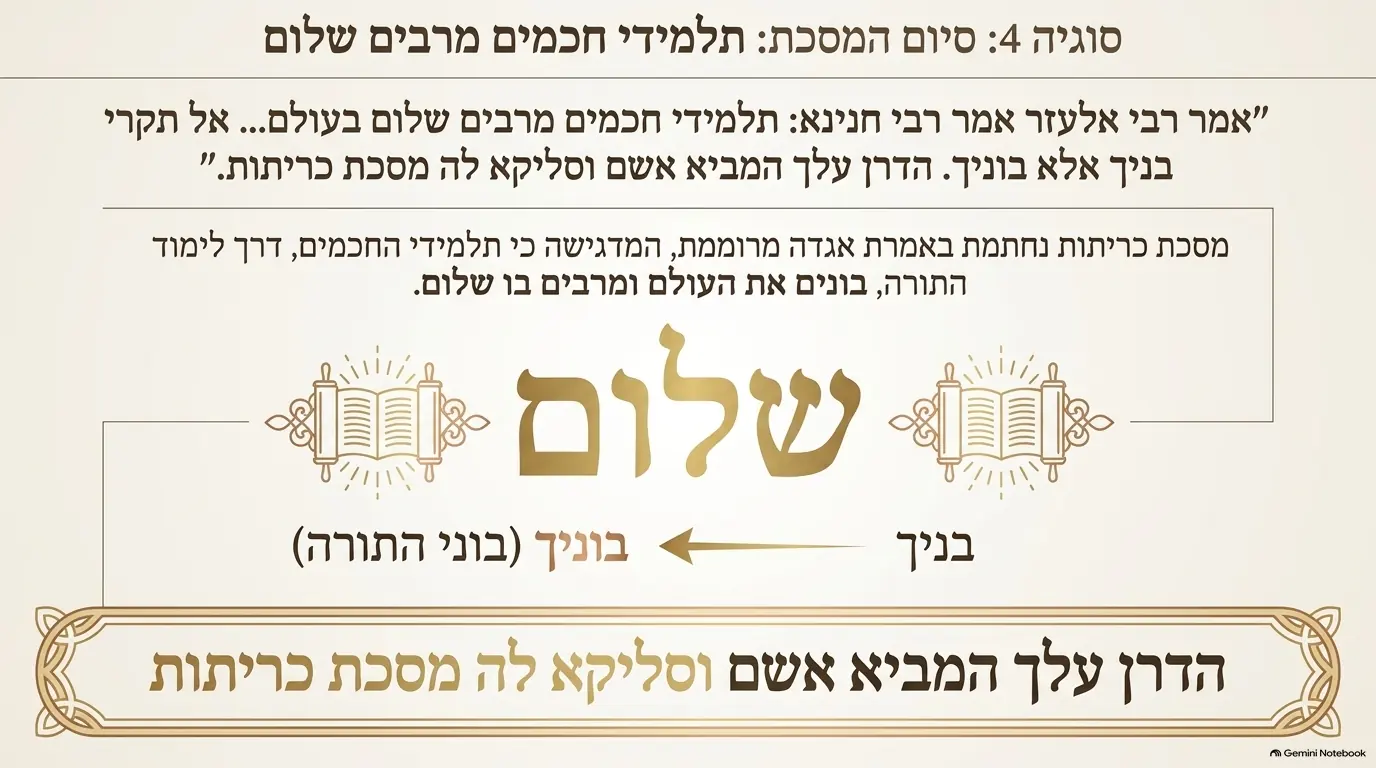 סוגיה 4: סיום המסכת: תלמידי חכמים מרבים שלום
"אמר רבי אלעזר אמר רבי חנינא: תלמידי חכמים מרבים שלום בעולם... אל תקרי
בניך אלא בוניך. הדרן עלך המביא אשם וסליקא לה מסכת כריתות."
מסכת כריתות נחתמת באמרת אגדה מרוממת, המדגישה כי תלמידי החכמים, דרך לימוד
התורה, בונים את העולם ומרבים בו שלום.
שלום
בניך
בוניך (בוני התורה)
הדרן עלך המביא אשם וסליקא לה מסכת כריתות
Gemini Notebook